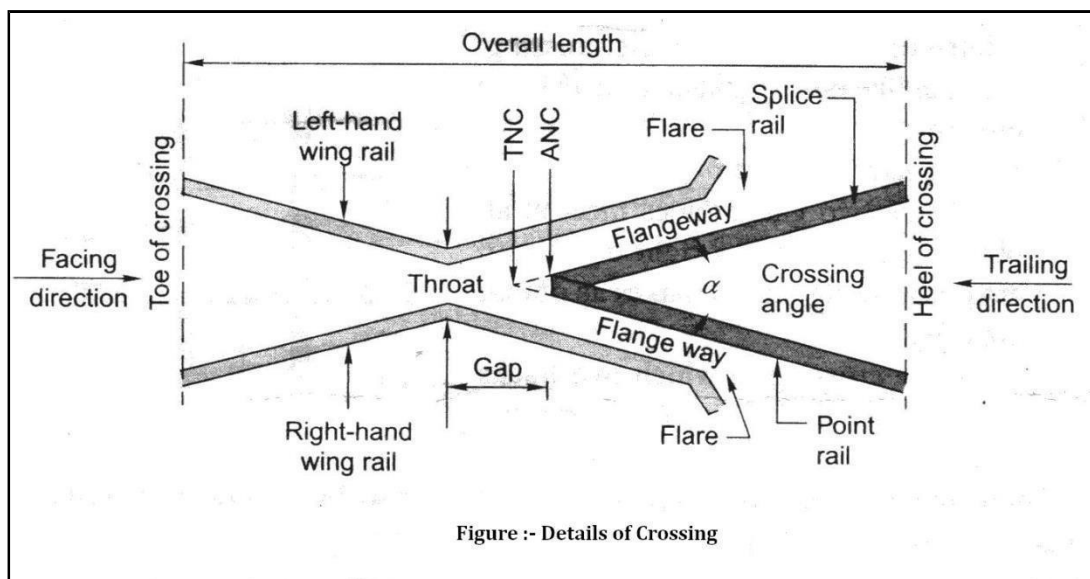 Overall length
Left-hand
wing rail
TNC
ANC
Flare
Splice
rail
Toe of crossing
Heel of crossing
Facing
direction
Throat
Flangeway
α
Crossing
angle
Trailing
direction
Flange way
Gap
Right-hand
wing rail
Flare
Point
rail
Figure :- Details of Crossing